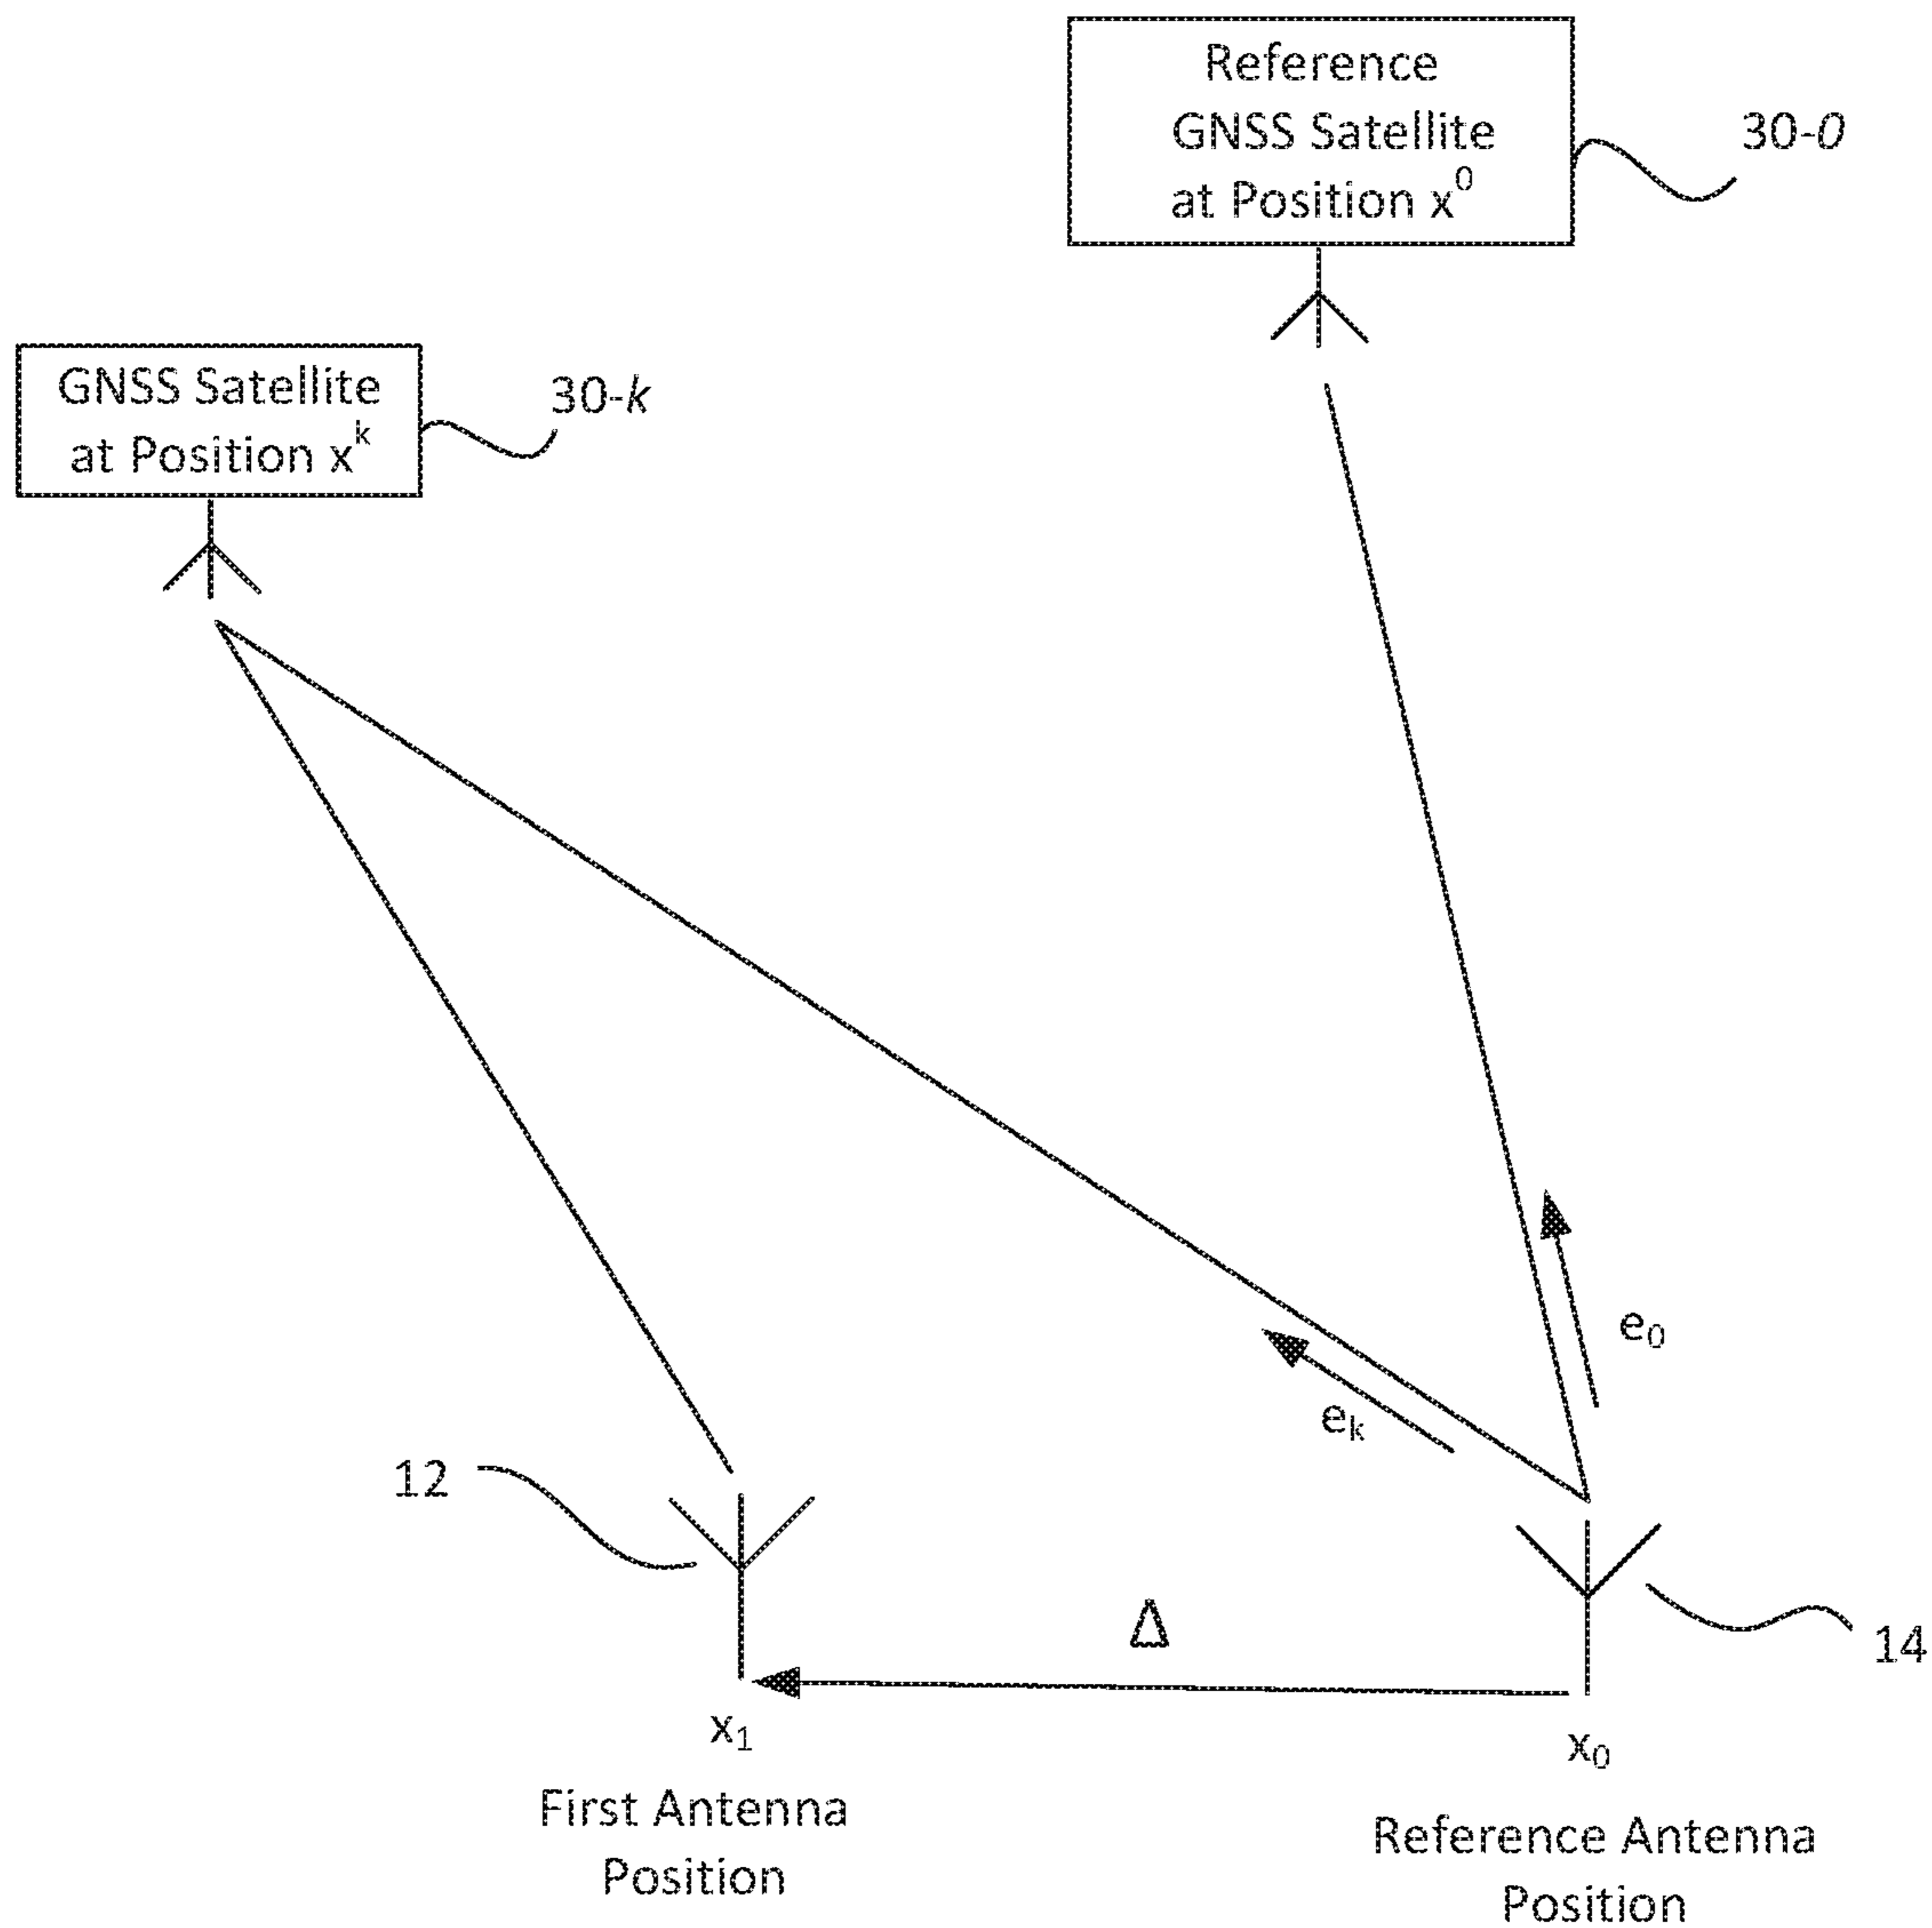 Reference
GNSS Satellite
at Position x⁰
30-0
GNSS Satellite
at Position xᵏ
30-k
e₀
eₖ
12
Δ
14
x₁
x₀
First Antenna
Position
Reference Antenna
Position